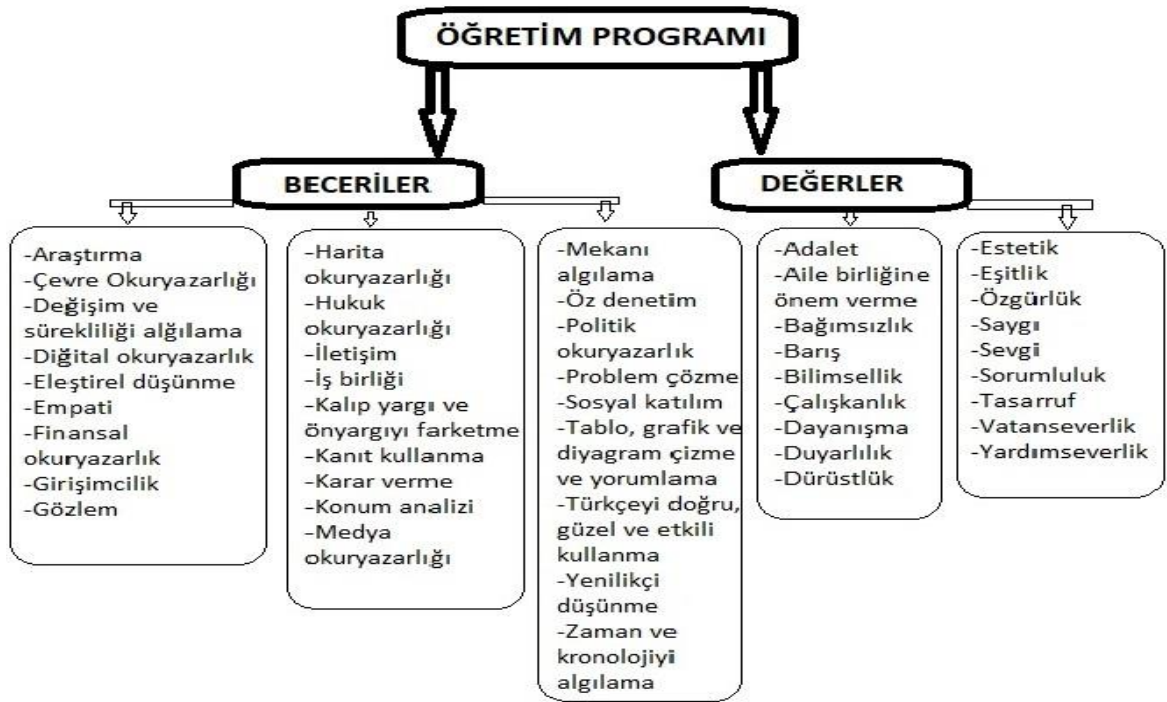 ÖĞRETİM PROGRAMI
BECERİLER
DEĞERLER
-Araştırma
-Çevre Okuryazarlığı
-Değişim ve
sürekliliği alğılama
-Diğital okuryazarlık
-Eleştirel düşünme
-Empati
-Finansal
okuryazarlık
-Girişimcilik
-Gözlem
-Harita
okuryazarlığı
-Hukuk
okuryazarlığı
-İletişim
-İş birliği
-Kalıp yargı ve
önyargıyı farketme
-Kanıt kullanma
-Karar verme
-Konum analizi
-Medya
okuryazarlığı
-Mekanı
algılama
-Öz denetim
-Politik
okuryazarlık
-Problem çözme
-Sosyal katılım
-Tablo, grafik ve
diyagram çizme
ve yorumlama
-Türkçeyi doğru,
güzel ve etkili
kullanma
-Yenilikçi
düşünme
-Zaman ve
kronolojiyi
algılama
-Adalet
-Aile birliğine
önem verme
-Bağımsızlık
-Barış
-Bilimsellik
-Çalışkanlık
-Dayanışma
-Duyarlılık
-Dürüstlük
-Estetik
-Eşitlik
-Özgürlük
-Saygı
-Sevgi
-Sorumluluk
-Tasarruf
-Vatanseverlik
-Yardımseverlik